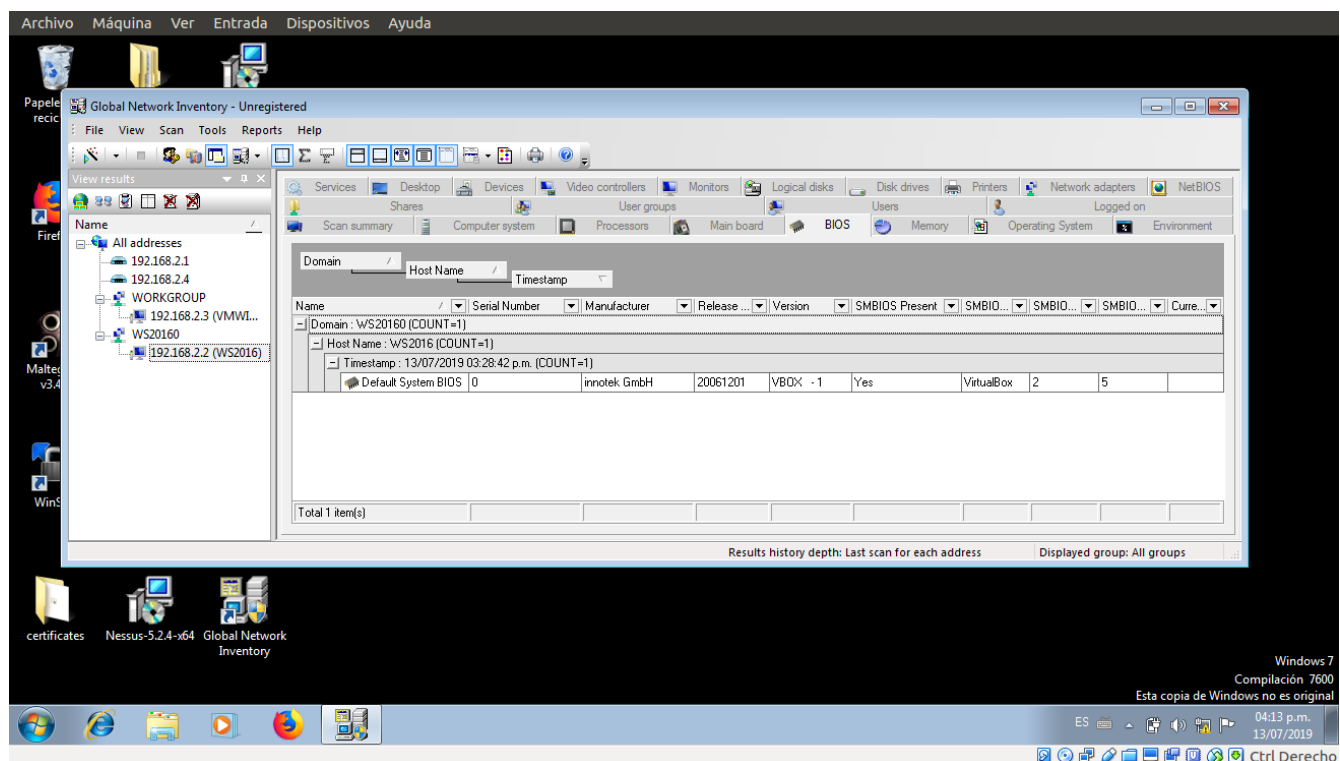 Archivo Máquina Ver Entrada Dispositivos Ayuda
Global Network Inventory - Unregistered
File View Scan Tools Reports Help
View results
Name
All addresses
192.168.2.1
192.168.2.4
WORKGROUP
192.168.2.3 (VMWI...
WS20160
192.168.2.2 (WS2016)
Services Desktop Devices Video controllers Monitors Logical disks Disk drives Printers Network adapters NetBIOS
Shares User groups Users Logged on
Scan summary Computer system Processors Main board BIOS Memory Operating System Environment
Domain
Host Name
Timestamp
Name Serial Number Manufacturer Release ... Version SMBIOS Present SMBIO... SMBIO... SMBIO... Curre...
Domain : WS20160 (COUNT=1)
Host Name : WS2016 (COUNT=1)
Timestamp : 13/07/2019 03:28:42 p.m. (COUNT=1)
Default System BIOS 0 innotek GmbH 20061201 VBOX - 1 Yes VirtualBox 2 5
Total 1 item(s)
Results history depth: Last scan for each address Displayed group: All groups
Papele
recic
Firef
Malteg
v3.4
WinS
certificates
Nessus-5.2.4-x64
Global Network
Inventory
Windows 7
Compilación 7600
Esta copia de Windows no es original
ES
04:13 p.m.
13/07/2019
Ctrl Derecho